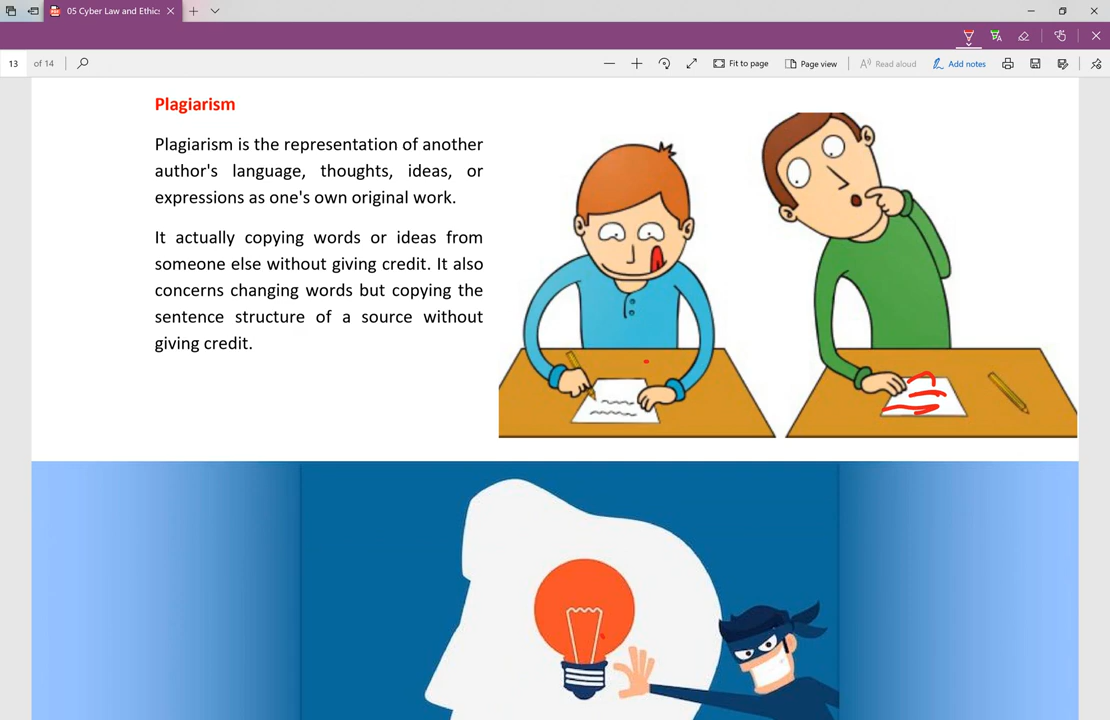 05 Cyber Law and Ethic:
13 of 14
Fit to page
Page view
Read aloud
Add notes
Plagiarism
Plagiarism is the representation of another
author's language, thoughts, ideas, or
expressions as one's own original work.
It actually copying words or ideas from
someone else without giving credit. It also
concerns changing words but copying the
sentence structure of a source without
giving credit.